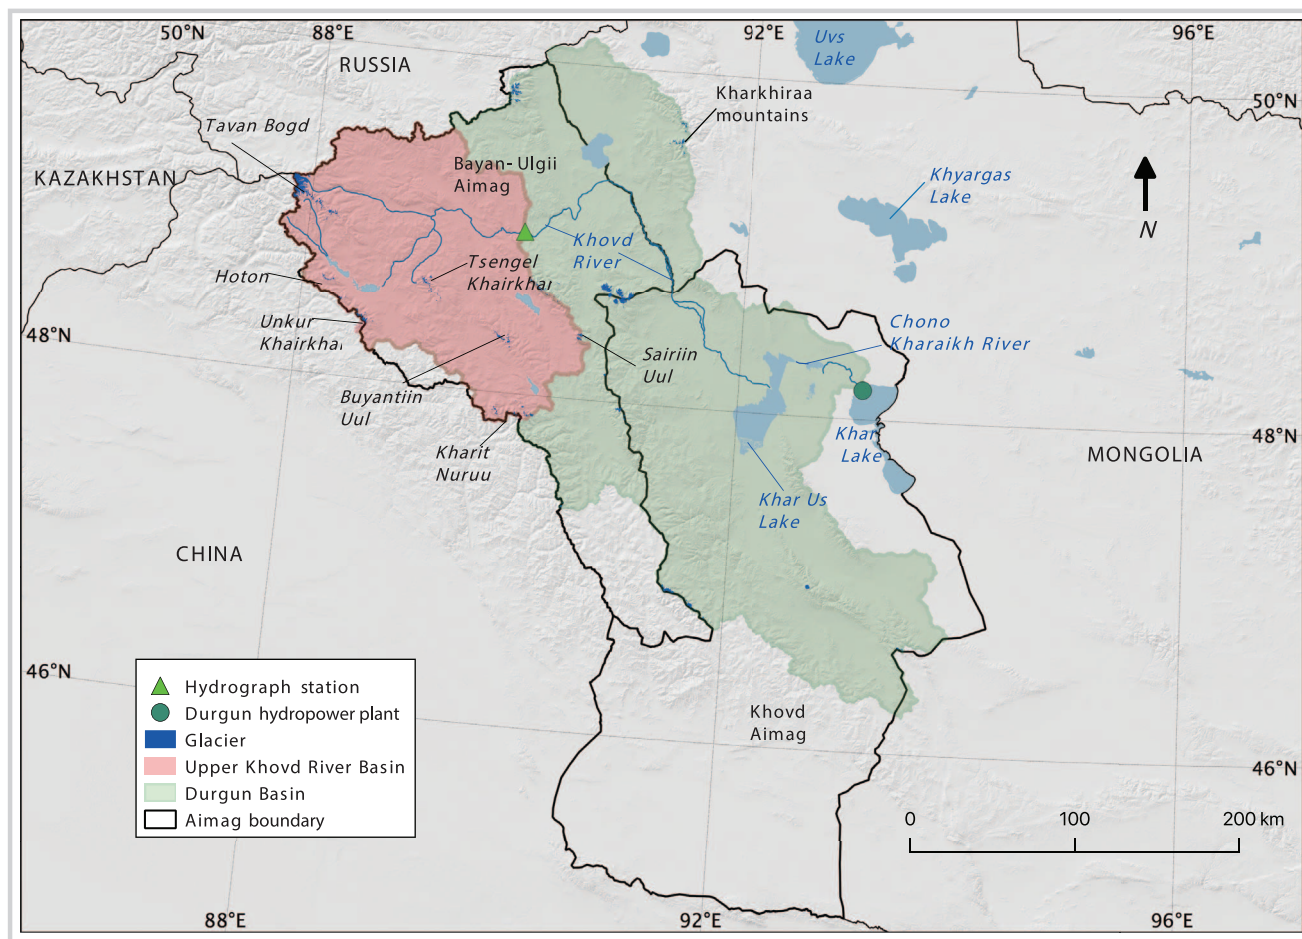 50°N
88°E
92°E
96°E
Uvs
Lake
RUSSIA
Kharkhiraa
mountains
50°N
Tavan Bogd
Bayan-Ulgii
Aimag
KAZAKHSTAN
Khyargas
Lake
N
Khovd
River
Tsengel
Khairkhan
Hoton
Unkur
Khairkhan
48°N
Chono
Kharaikh River
Sairiin
Uul
Buyantiin
Uul
Khar
Lake
48°N
Kharit
Nuruu
MONGOLIA
Khar Us
Lake
CHINA
46°N
Hydrograph station
Durgun hydropower plant
Glacier
Upper Khovd River Basin
Durgun Basin
Aimag boundary
Khovd
Aimag
46°N
0 100 200 km
88°E
92°E
96°E